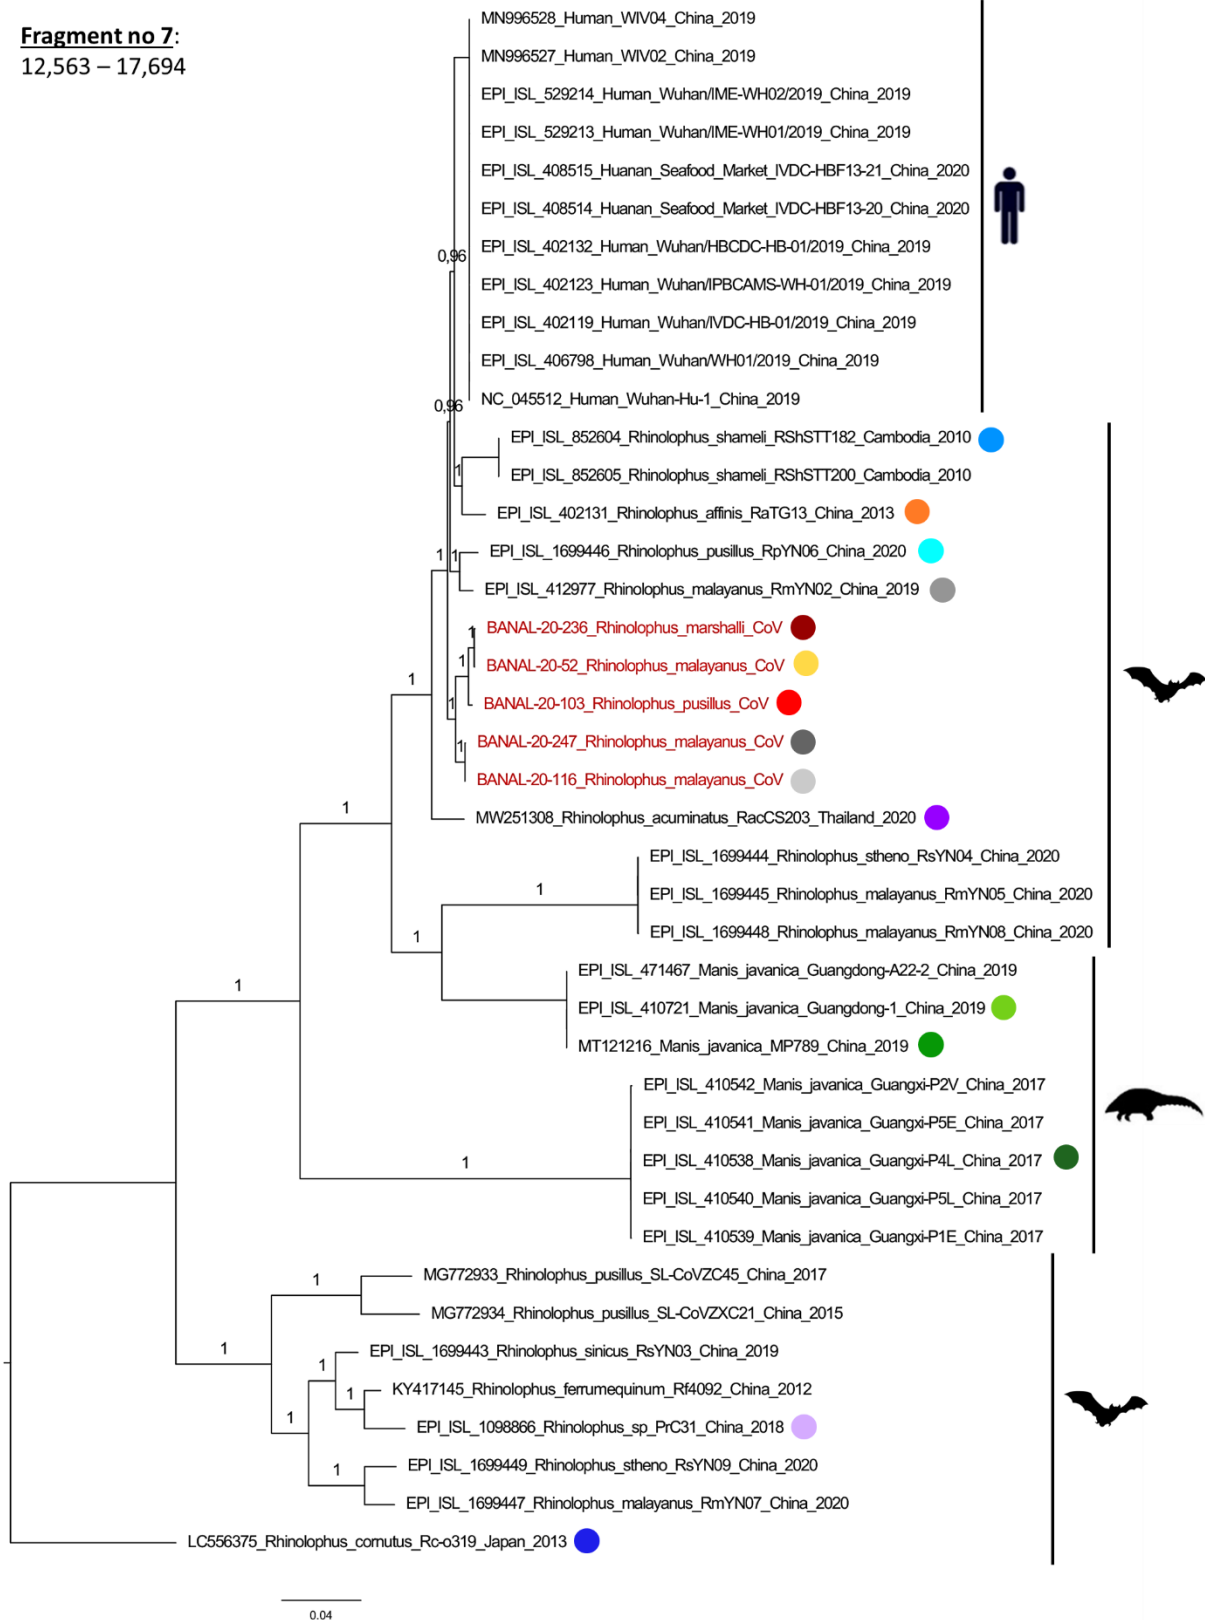 Fragment no 7:
12,563 – 17,694
MN996528_Human_WIV04_China_2019
MN996527_Human_WIV02_China_2019
EPI_ISL_529214_Human_Wuhan/IME-WH02/2019_China_2019
EPI_ISL_529213_Human_Wuhan/IME-WH01/2019_China_2019
EPI_ISL_408515_Huanan_Seafood_Market_IVDC-HBF13-21_China_2020
EPI_ISL_408514_Huanan_Seafood_Market_IVDC-HBF13-20_China_2020
EPI_ISL_402132_Human_Wuhan/HBCDC-HB-01/2019_China_2019
0,96
EPI_ISL_402123_Human_Wuhan/IPBCAMS-WH-01/2019_China_2019
EPI_ISL_402119_Human_Wuhan/IVDC-HB-01/2019_China_2019
EPI_ISL_406798_Human_Wuhan/WH01/2019_China_2019
NC_045512_Human_Wuhan-Hu-1_China_2019
0,96
EPI_ISL_852604_Rhinolophus_shameli_RShSTT182_Cambodia_2010
1
EPI_ISL_852605_Rhinolophus_shameli_RShSTT200_Cambodia_2010
EPI_ISL_402131_Rhinolophus_affinis_RaTG13_China_2013
1
1
EPI_ISL_1699446_Rhinolophus_pusillus_RpYN06_China_2020
EPI_ISL_412977_Rhinolophus_malayanus_RmYN02_China_2019
1
BANAL-20-236_Rhinolophus_marshalli_CoV
1
BANAL-20-52_Rhinolophus_malayanus_CoV
1
1
BANAL-20-103_Rhinolophus_pusillus_CoV
1
BANAL-20-247_Rhinolophus_malayanus_CoV
BANAL-20-116_Rhinolophus_malayanus_CoV
1
MW251308_Rhinolophus_acuminatus_RacCS203_Thailand_2020
EPI_ISL_1699444_Rhinolophus_stheno_RsYN04_China_2020
1
EPI_ISL_1699445_Rhinolophus_malayanus_RmYN05_China_2020
1
EPI_ISL_1699448_Rhinolophus_malayanus_RmYN08_China_2020
EPI_ISL_471467_Manis_javanica_Guangdong-A22-2_China_2019
1
EPI_ISL_410721_Manis_javanica_Guangdong-1_China_2019
MT121216_Manis_javanica_MP789_China_2019
EPI_ISL_410542_Manis_javanica_Guangxi-P2V_China_2017
EPI_ISL_410541_Manis_javanica_Guangxi-P5E_China_2017
1
EPI_ISL_410538_Manis_javanica_Guangxi-P4L_China_2017
EPI_ISL_410540_Manis_javanica_Guangxi-P5L_China_2017
EPI_ISL_410539_Manis_javanica_Guangxi-P1E_China_2017
1
MG772933_Rhinolophus_pusillus_SL-CoVZC45_China_2017
MG772934_Rhinolophus_pusillus_SL-CoVZXC21_China_2015
1
1
EPI_ISL_1699443_Rhinolophus_sinicus_RsYN03_China_2019
1
KY417145_Rhinolophus_ferrumequinum_Rf4092_China_2012
1
EPI_ISL_1098866_Rhinolophus_sp_PrC31_China_2018
1
EPI_ISL_1699449_Rhinolophus_stheno_RsYN09_China_2020
EPI_ISL_1699447_Rhinolophus_malayanus_RmYN07_China_2020
LC556375_Rhinolophus_cornutus_Rc-o319_Japan_2013
0.04